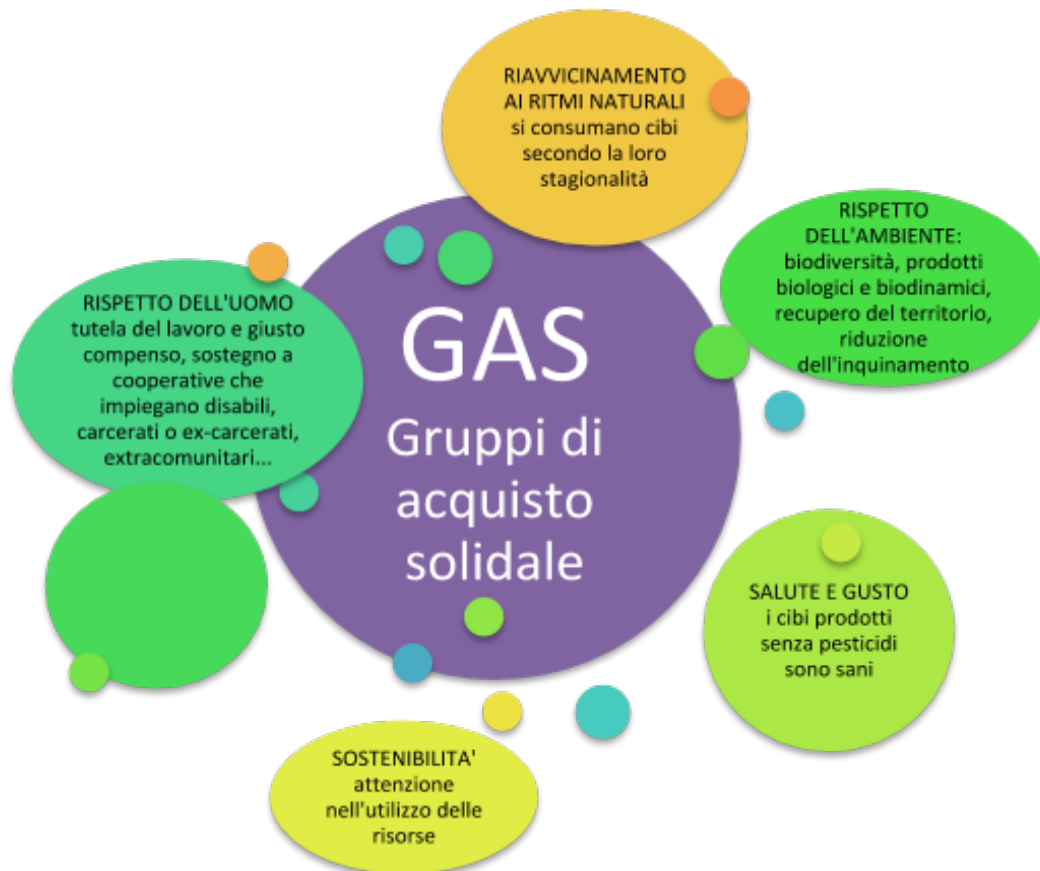 RIAVVICINAMENTO
AI RITMI NATURALI
si consumano cibi
secondo la loro
stagionalità
RISPETTO
DELL'AMBIENTE:
biodiversità, prodotti
biologici e biodinamici,
recupero del territorio,
riduzione
dell'inquinamento
RISPETTO DELL'UOMO
tutela del lavoro e giusto
compenso, sostegno a
cooperative che
impiegano disabili,
carcerati o ex-carcerati,
extracomunitari...
GAS
Gruppi di
acquisto
solidale
SALUTE E GUSTO
i cibi prodotti
senza pesticidi
sono sani
SOSTENIBILITA'
attenzione
nell'utilizzo delle
risorse